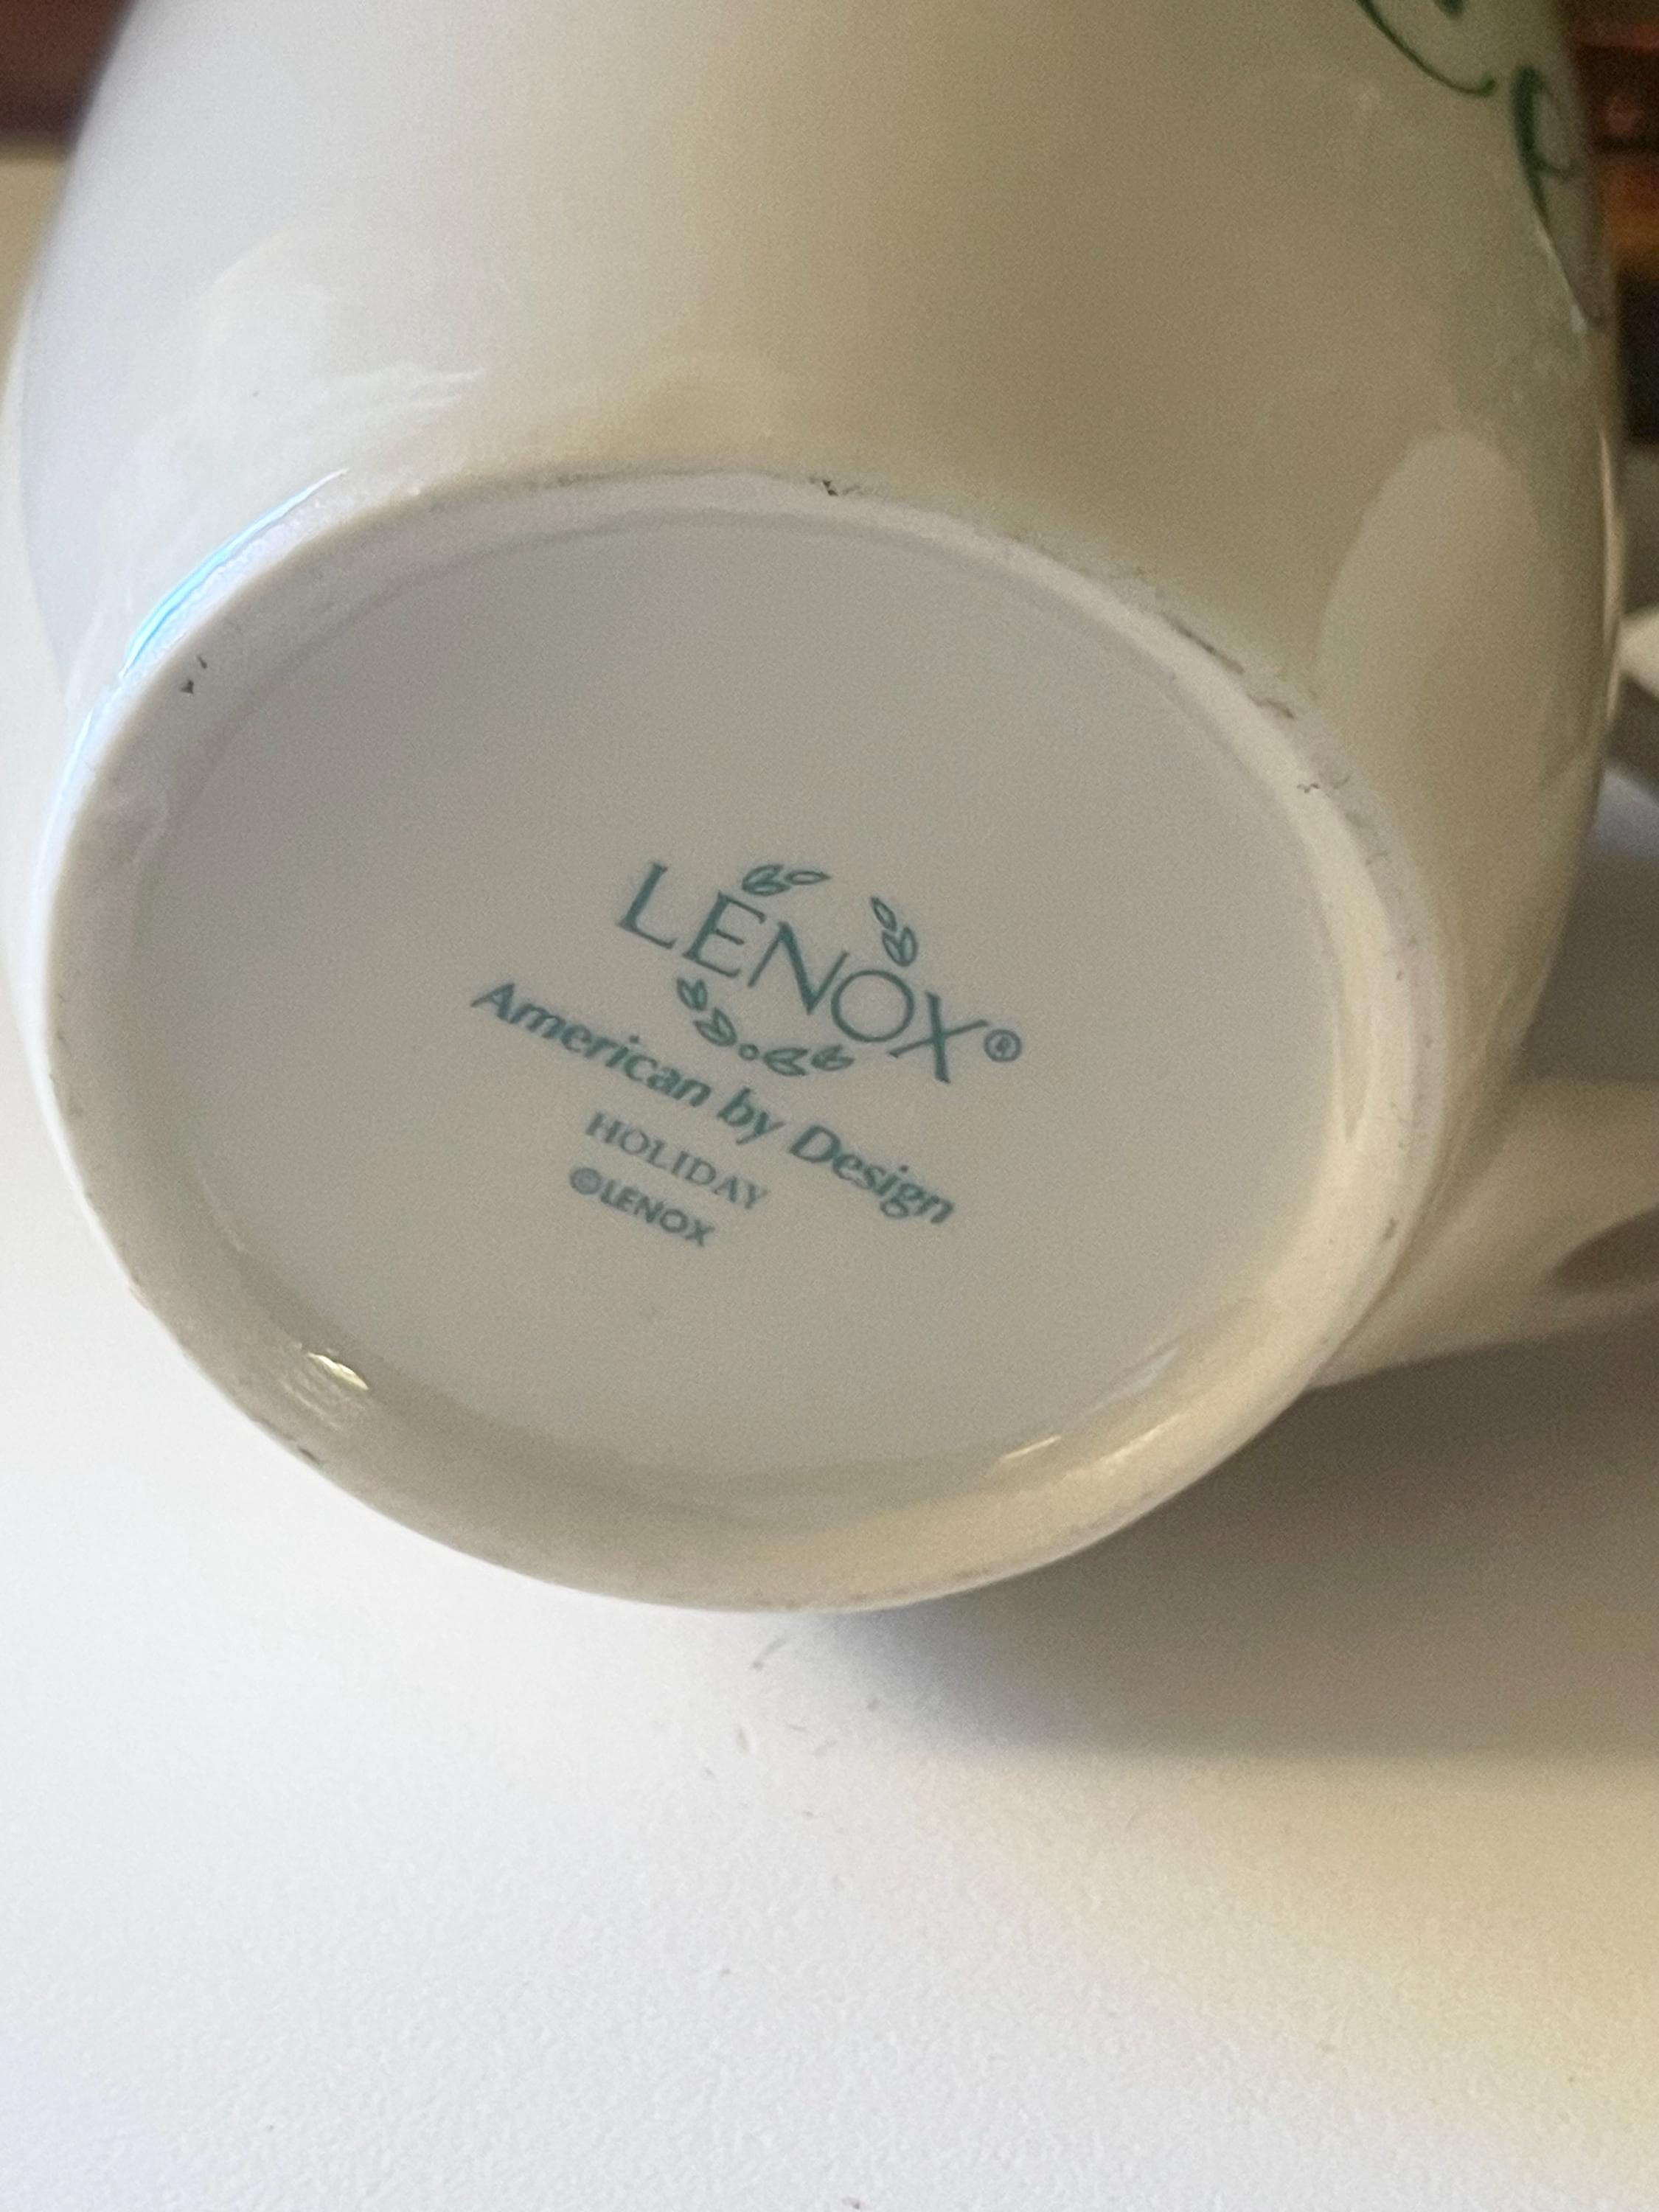 LENOX®
American by Design
HOLIDAY
©LENOX